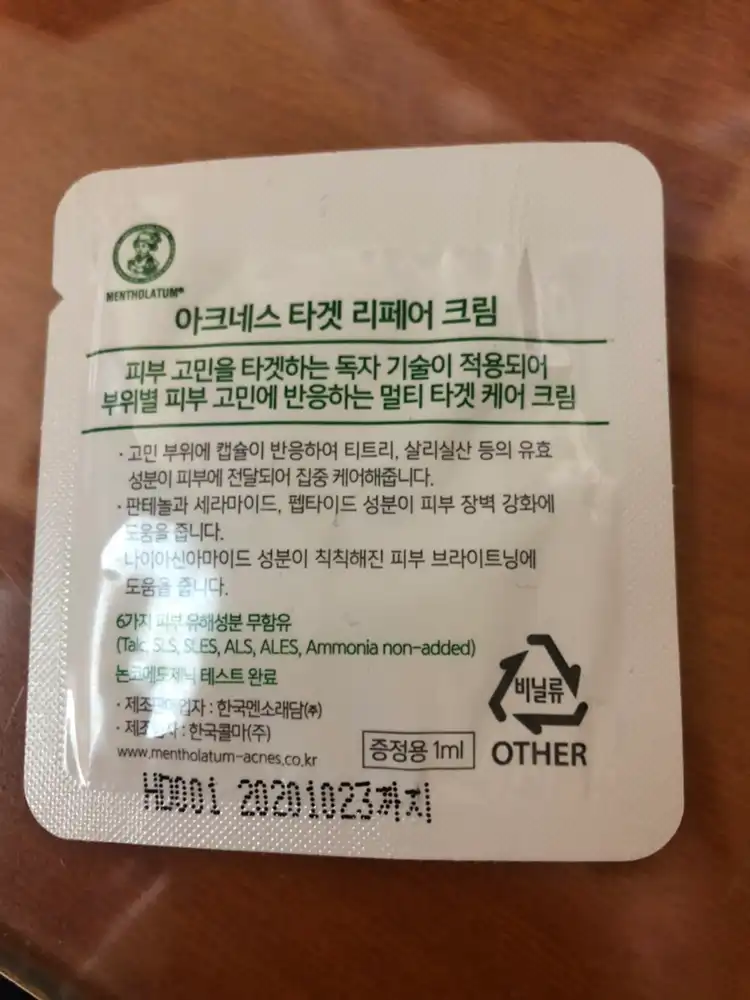 MENTHOLATUM®
아크네스 타겟 리페어 크림
피부 고민을 타겟하는 독자 기술이 적용되어
부위별 피부 고민에 반응하는 멀티 타겟 케어 크림
· 고민 부위에 캡슐이 반응하여 티트리, 살리실산 등의 유효
성분이 피부에 전달되어 집중 케어해줍니다.
· 판테놀과 세라마이드, 펩타이드 성분이 피부 장벽 강화에
도움을 줍니다.
· 나이아신아마이드 성분이 칙칙해진 피부 브라이트닝에
도움을 줍니다.
6가지 피부 유해성분 무함유
(Talc, SLS, SLES, ALS, ALES, Ammonia non-added)
논코메도제닉 테스트 완료
· 제조판매업자 : 한국멘소래담(주)
· 제조업자 : 한국콜마(주)
www.mentholatum-acnes.co.kr
증정용 1ml
비닐류
OTHER
HD001 20201023까지